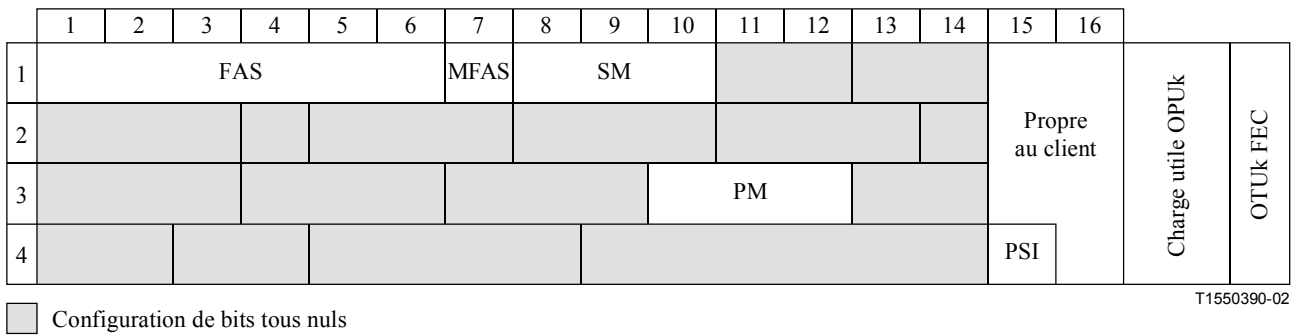 1 2 3 4 5 6 7 8 9 10 11 12 13 14 15 16
1 FAS MFAS SM
2
3 PM
4 PSI
Propre
au client
Charge utile OPUk
OTUk FEC
T1550390-02
Configuration de bits tous nuls